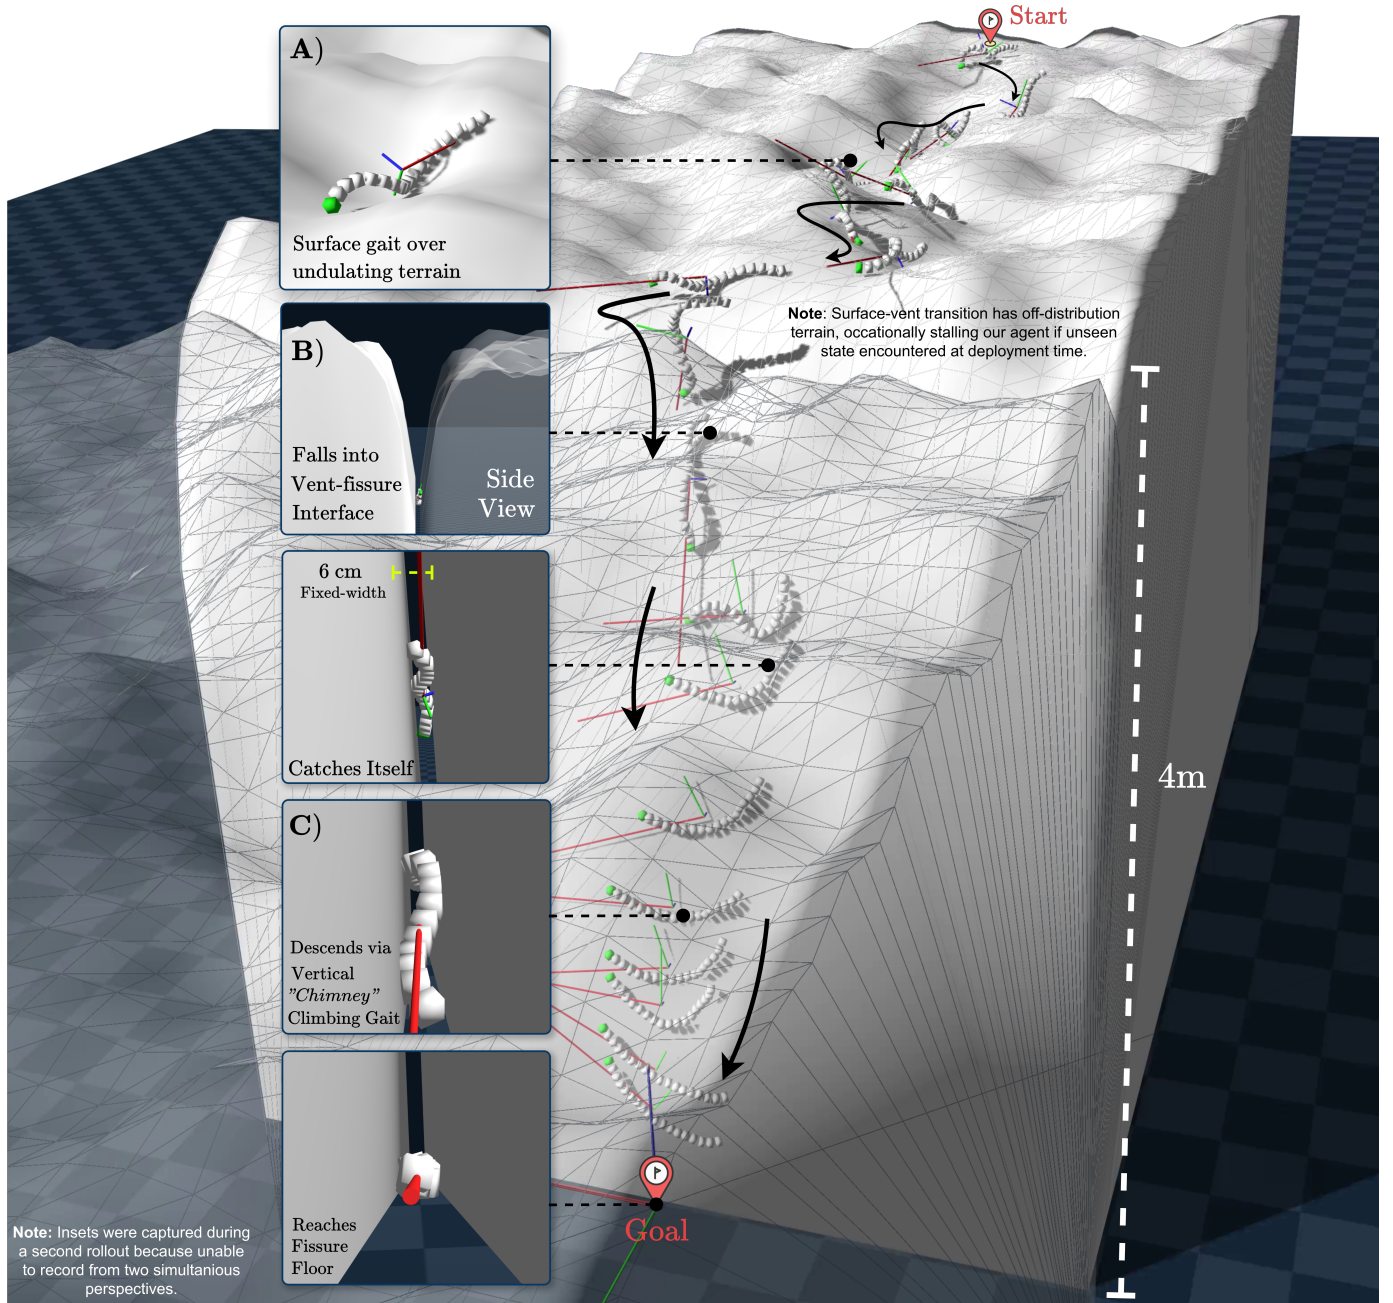 Start
A)
Surface gait over
undulating terrain
Note: Surface-vent transition has off-distribution
terrain, occationally stalling our agent if unseen
state encountered at deployment time.
B)
Falls into
Vent-fissure
Interface
Side
View
6 cm
Fixed-width
Catches Itself
4m
C)
Descends via
Vertical
"Chimney"
Climbing Gait
Reaches
Fissure
Floor
Goal
Note: Insets were captured during
a second rollout because unable
to record from two simultanious
perspectives.